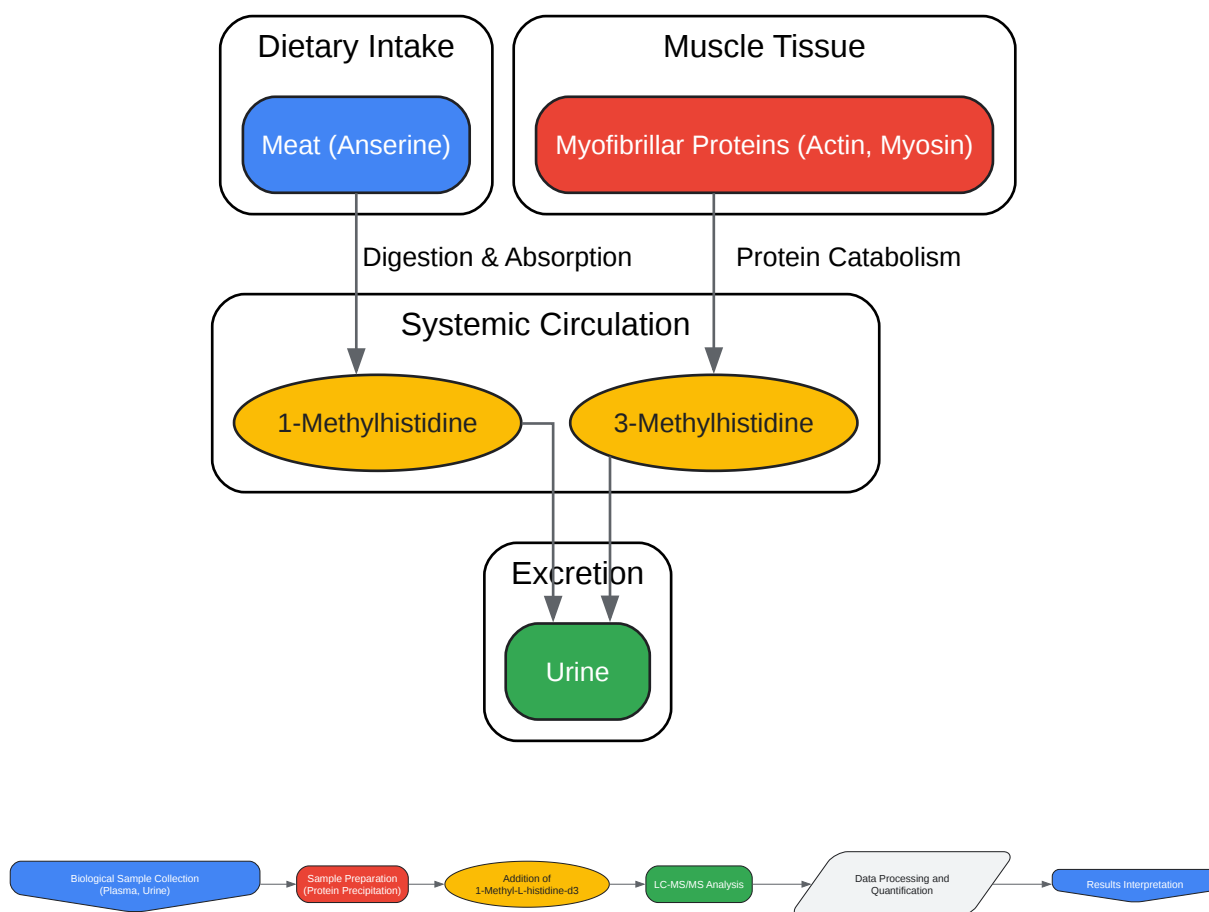 Dietary Intake
Muscle Tissue
Meat (Anserine)
Myofibrillar Proteins (Actin, Myosin)
Digestion & Absorption
Protein Catabolism
Systemic Circulation
1-Methylhistidine
3-Methylhistidine
Excretion
Urine
Biological Sample Collection
(Plasma, Urine)
Sample Preparation
(Protein Precipitation)
Addition of
1-Methyl-L-histidine-d3
LC-MS/MS Analysis
Data Processing and
Quantification
Results Interpretation